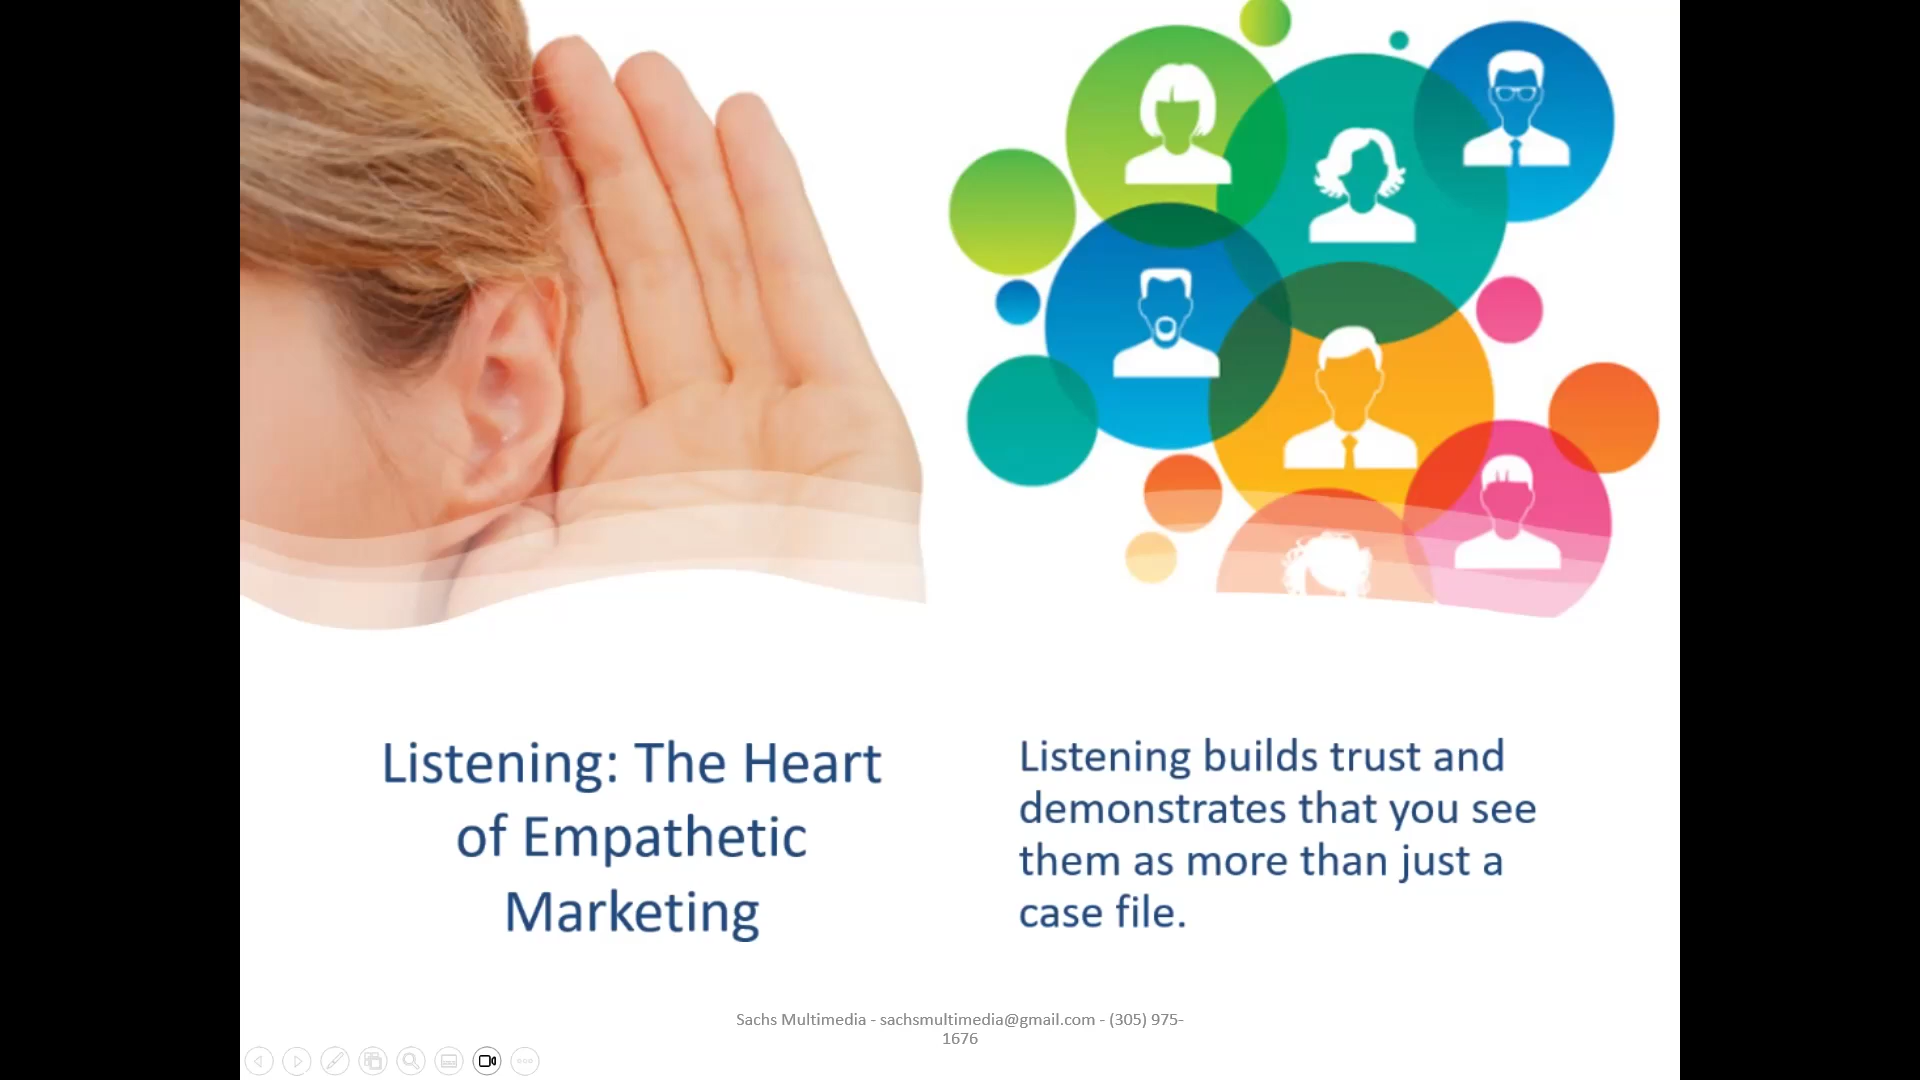 Listening: The Heart
of Empathetic
Marketing
Listening builds trust and
demonstrates that you see
them as more than just a
case file.
Sachs Multimedia - sachsmultimedia@gmail.com - (305) 975-
1676